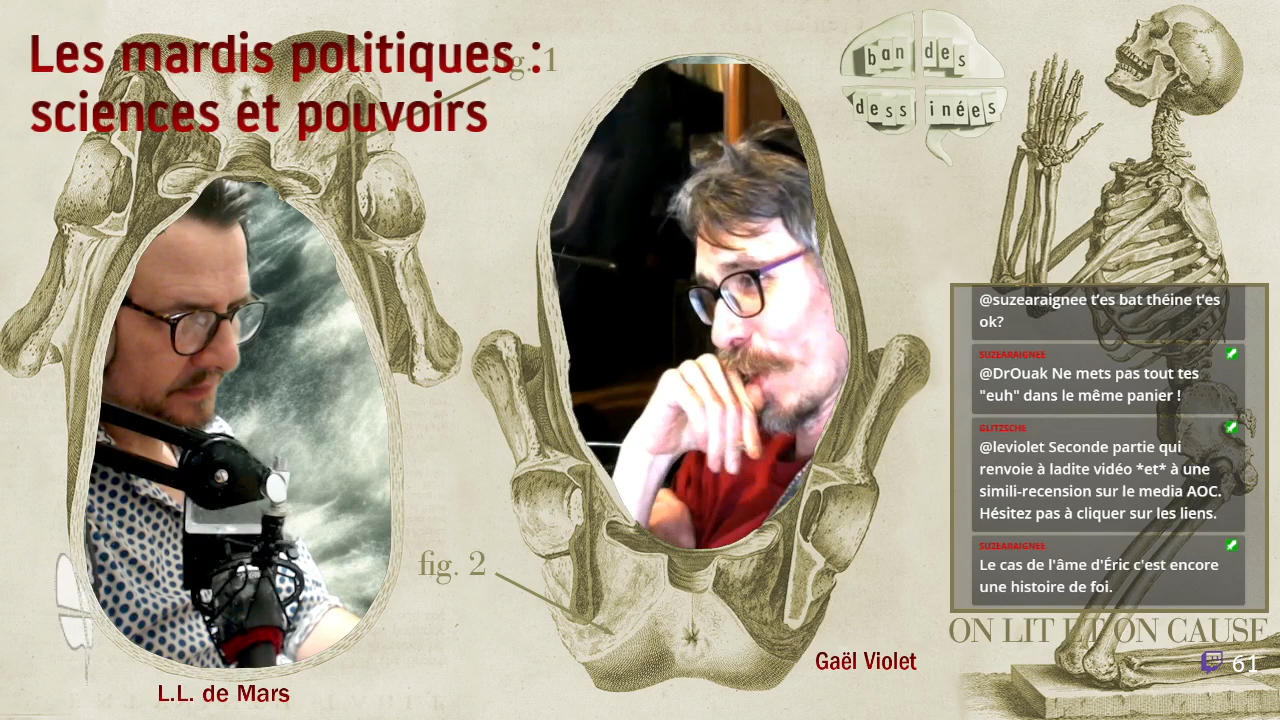 Les mardis politiques :
sciences et pouvoirs
fig. 1
ban des
dess inées
@suzearaignee t'es bat théine t'es
ok?
SUZEARAIGNEE
@DrOuak Ne mets pas tout tes
"euh" dans le même panier !
GLITZSCHE
@leviolet Seconde partie qui
renvoie à ladite vidéo *et* à une
simili-recension sur le media AOC.
Hésitez pas à cliquer sur les liens.
SUZEARAIGNEE
Le cas de l'âme d'Éric c'est encore
une histoire de foi.
fig. 2
ON LIT ET ON CAUSE
61
Gaël Violet
L.L. de Mars